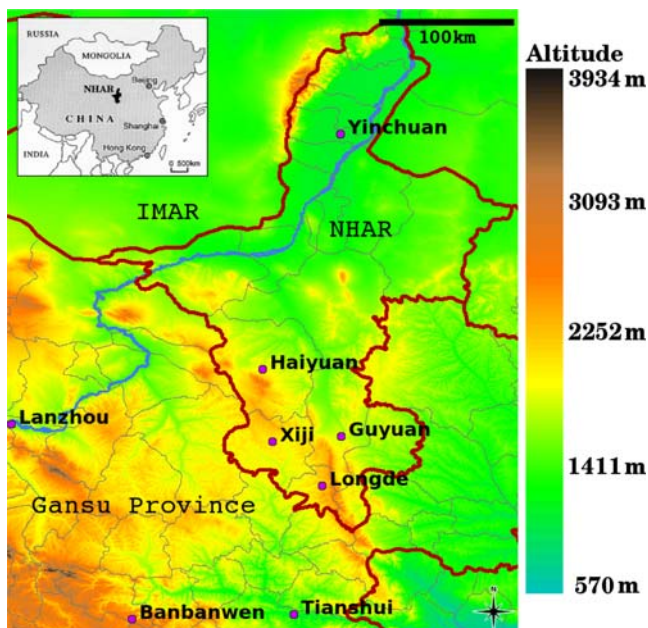 RUSSIA
MONGOLIA
Beijing
NHAR
CHINA
Shanghai
Hong Kong
INDIA
0 500km
100km
Altitude
3934 m
3093 m
2252 m
1411 m
570 m
Yinchuan
IMAR
NHAR
Haiyuan
Lanzhou
Xiji
Guyuan
Longde
Gansu Province
Banbanwen
Tianshui
N